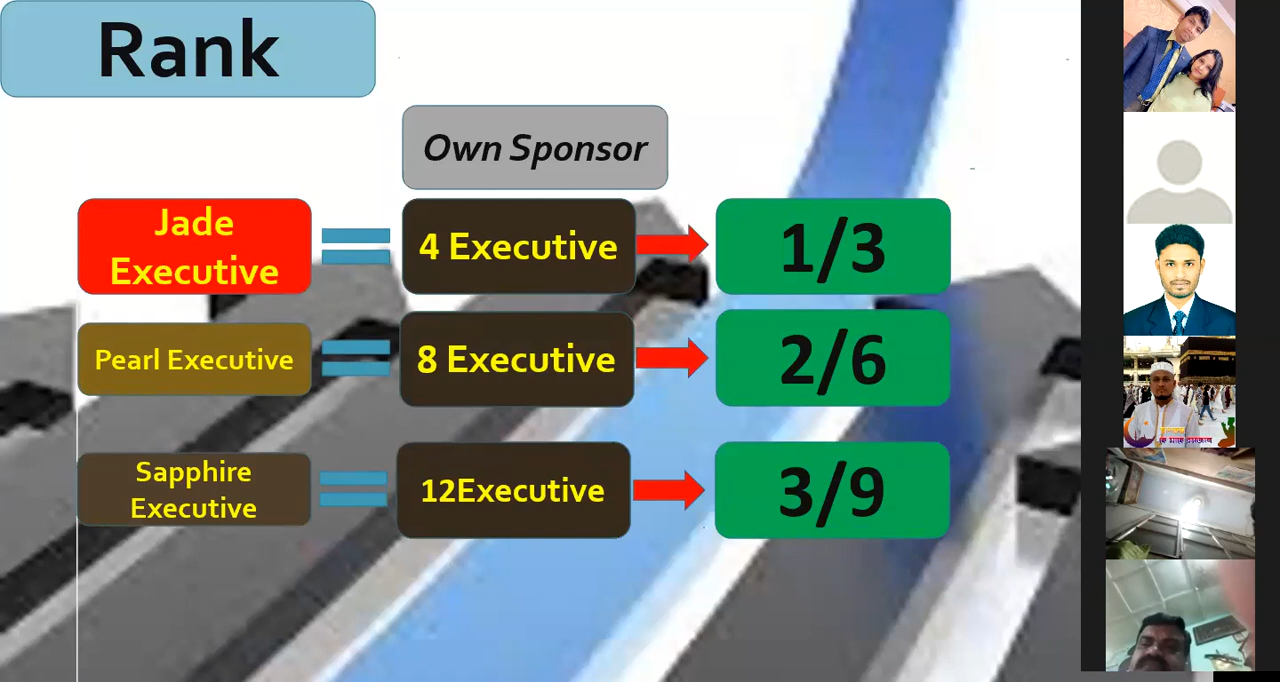 Rank
Own Sponsor
Jade
Executive
4 Executive
1/3
Pearl Executive
8 Executive
2/6
Sapphire
Executive
12Executive
3/9